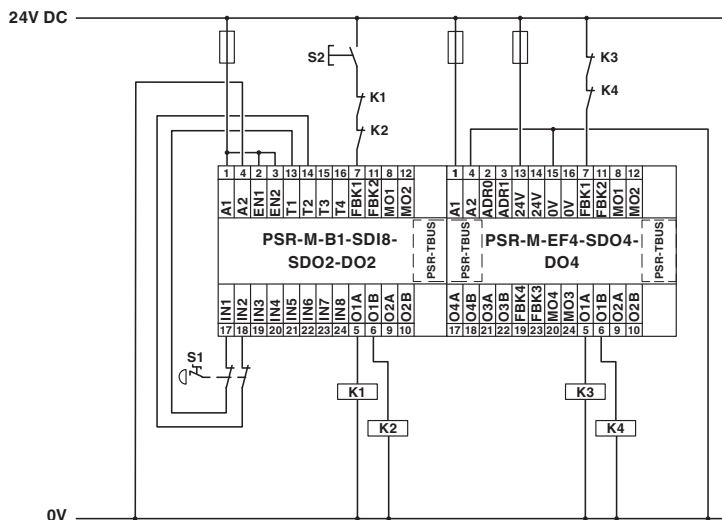 24V DC
S2
K1
K2
K3
K4
1 4 2 3 13 14 15 16 7 11 8 12
A1 A2 EN1 EN2 T1 T2 T3 T4 FBK1 FBK2 MO1 MO2
1 4 2 3 13 14 15 16 7 11 8 12
A1 A2 ADR0 ADR1 24V 24V 0V 0V FBK1 FBK2 MO1 MO2
PSR-M-B1-SDI8-
SDO2-DO2
PSR-TBUS
PSR-TBUS
PSR-M-EF4-SDO4-
DO4
PSR-TBUS
IN1 IN2 IN3 IN4 IN5 IN6 IN7 IN8 O1A O1B O2A O2B
17 18 19 20 21 22 23 24 5 6 9 10
O4A O4B O3A O3B FBK4 FBK3 MO4 MO3 O1A O1B O2A O2B
17 18 21 22 19 23 20 24 5 6 9 10
S1
K1
K2
K3
K4
0V